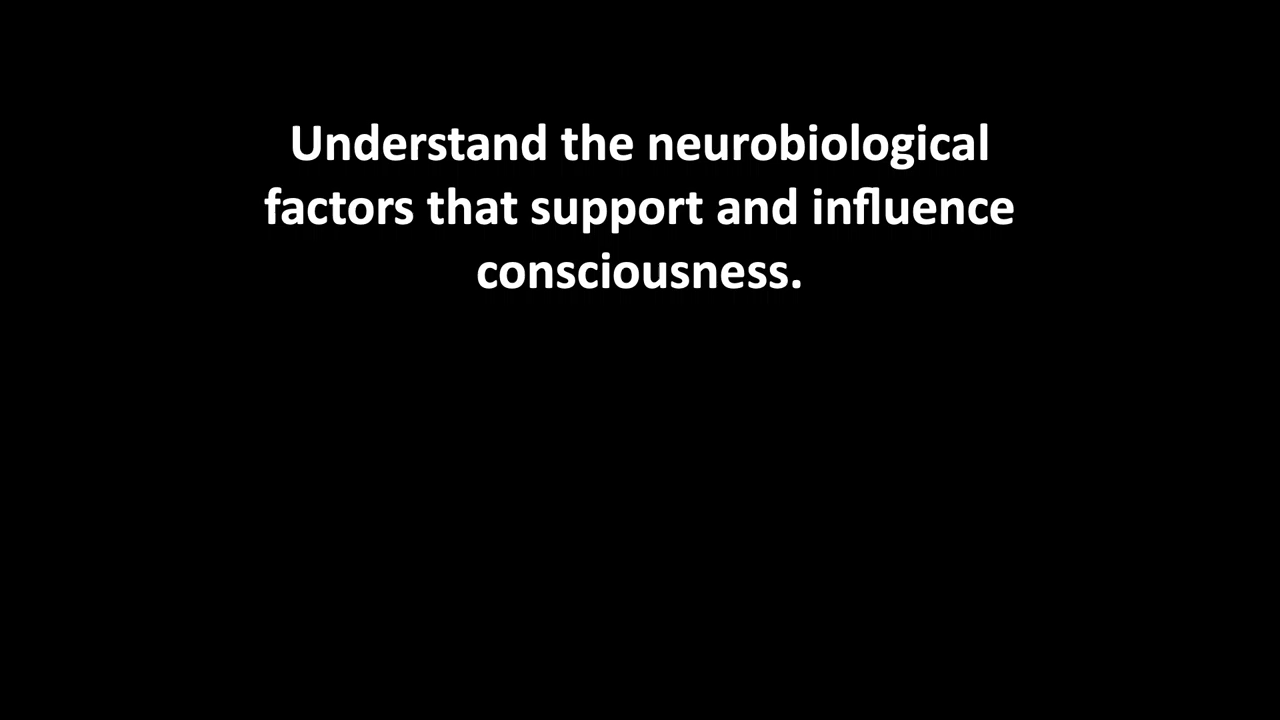 Understand the neurobiological
factors that support and influence
consciousness.